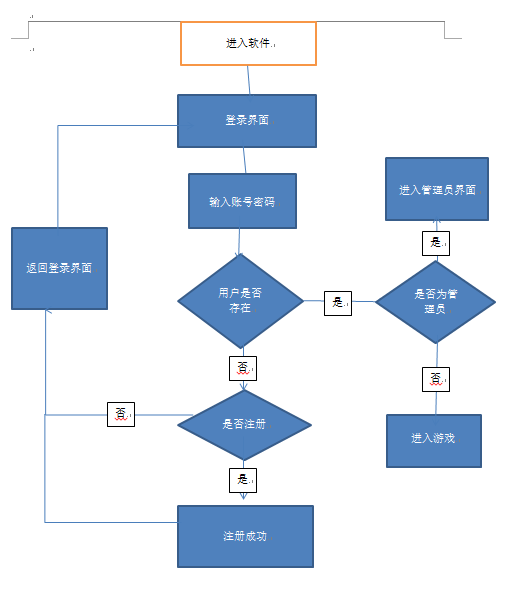 进入软件
登录界面
输入账号密码
进入管理员界面
是
返回登录界面
用户是否
存在
是
是否为管
理员
否
否
否
是否注册
进入游戏
是
注册成功